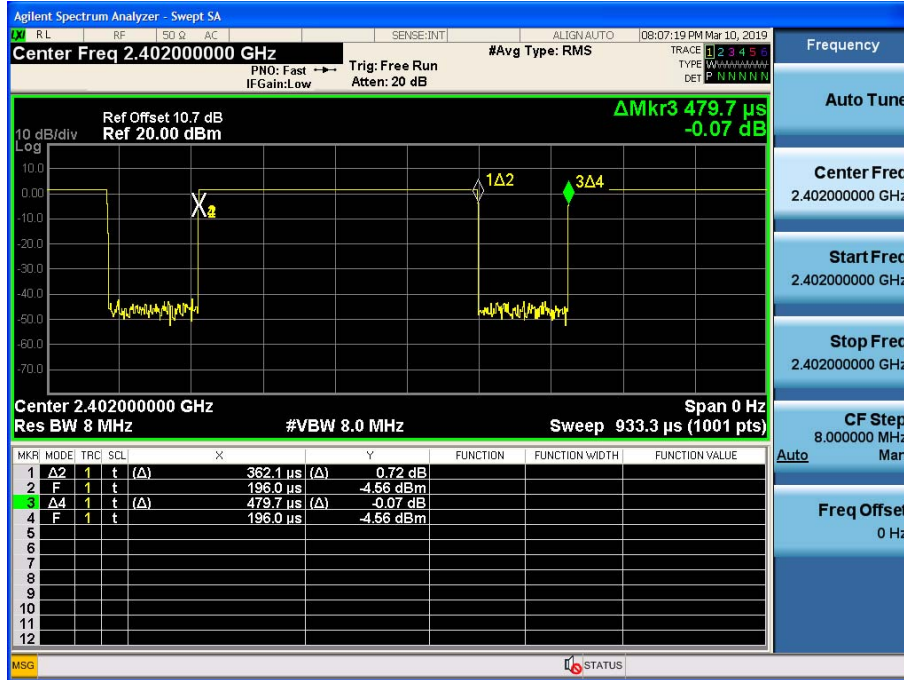 Agilent Spectrum Analyzer - Swept SA
LXI RL RF 50 Ω AC SENSE:INT ALIGN AUTO 08:07:19 PM Mar 10, 2019
Center Freq 2.402000000 GHz
PNO: Fast
IFGain:Low
Trig: Free Run
Atten: 20 dB
#Avg Type: RMS
TRACE 1 2 3 4 5 6
TYPE WWWWWW
DET P N N N N N
Ref Offset 10.7 dB
10 dB/div Ref 20.00 dBm
Log
ΔMkr3 479.7 µs
-0.07 dB
10.0
0.00
-10.0
-20.0
-30.0
-40.0
-50.0
-60.0
-70.0
1Δ2
3Δ4
Center 2.402000000 GHz Span 0 Hz
Res BW 8 MHz #VBW 8.0 MHz Sweep 933.3 µs (1001 pts)
MKR MODE TRC SCL X Y FUNCTION FUNCTION WIDTH FUNCTION VALUE
1 Δ2 1 t (Δ) 362.1 µs (Δ) 0.72 dB
2 F 1 t 196.0 µs -4.56 dBm
3 Δ4 1 t (Δ) 479.7 µs (Δ) -0.07 dB
4 F 1 t 196.0 µs -4.56 dBm
5
6
7
8
9
10
11
12
MSG STATUS
Frequency
Auto Tune
Center Freq
2.402000000 GHz
Start Freq
2.402000000 GHz
Stop Freq
2.402000000 GHz
CF Step
8.000000 MHz
Auto Man
Freq Offset
0 Hz